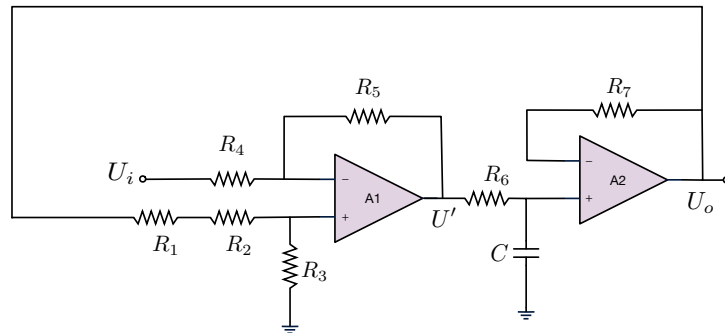 R₇
R₅
R₄
R₆
−
−
Uᵢ
A1
A2
+
+
U′
Uₒ
R₁
R₂
R₃
C